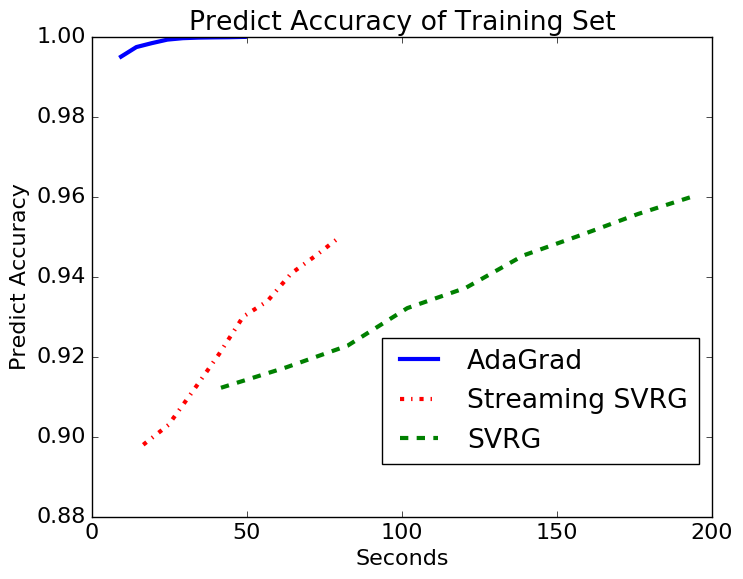 Predict Accuracy of Training Set
1.00
0.98
0.96
0.94
0.92
0.90
0.88
Predict Accuracy
AdaGrad
Streaming SVRG
SVRG
0
50
100
150
200
Seconds